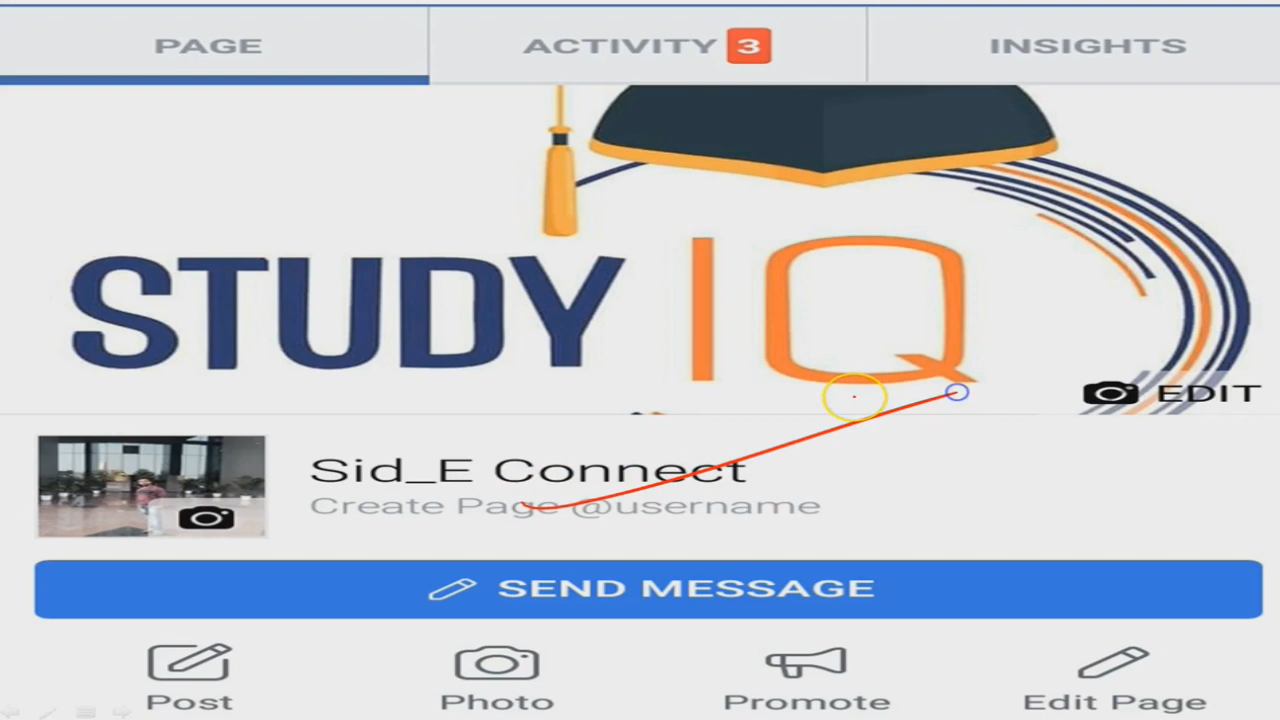 PAGE
ACTIVITY 3
INSIGHTS
STUDY IQ
EDIT
Sid_E Connect
Create Page @username
SEND MESSAGE
Post
Photo
Promote
Edit Page